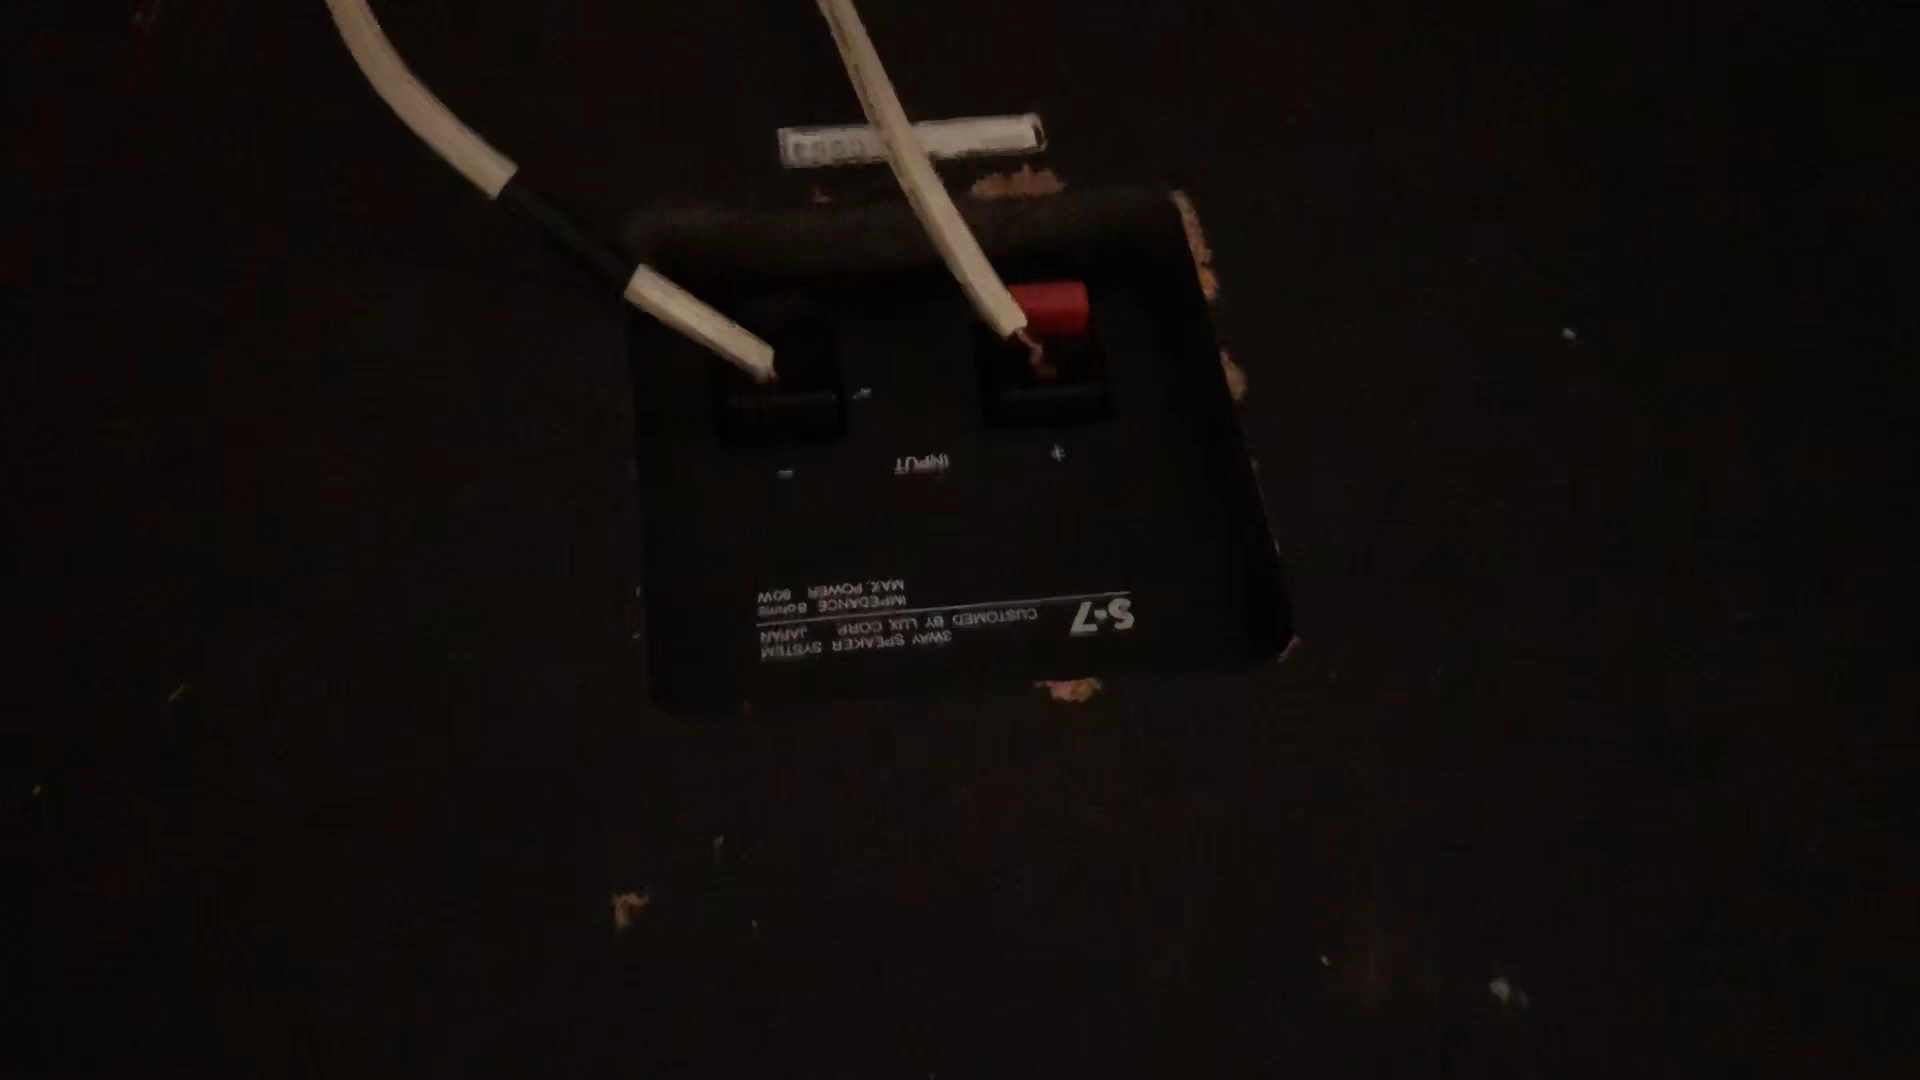 S-7
3WAY SPEAKER SYSTEM
CUSTOMED BY LUX CORP. JAPAN
IMPEDANCE 8ohms
MAX. POWER 80W
- INPUT +